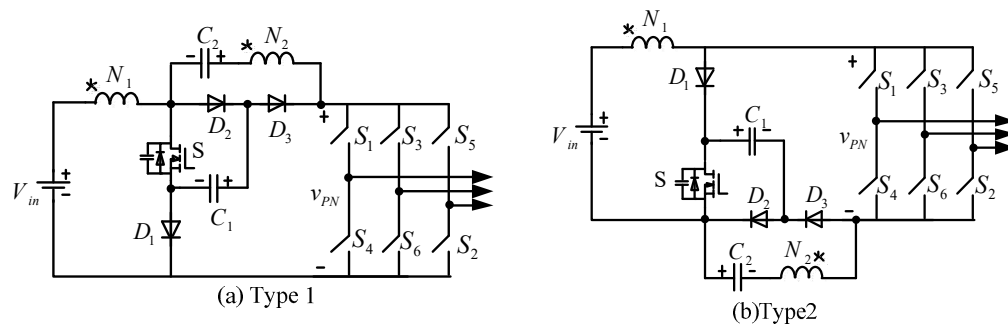 C2
N2
- +
*
N1
*
D2
D3
+
S
- +
C1
D1
Vin
+
-
vPN
S1
S3
S5
S4
S6
S2
-
(a) Type 1
N1
*
D1
+
S1
S3
S5
C1
+ -
Vin
+
-
vPN
S
D2
D3
-
S4
S6
S2
C2
+ -
N2*
(b)Type2